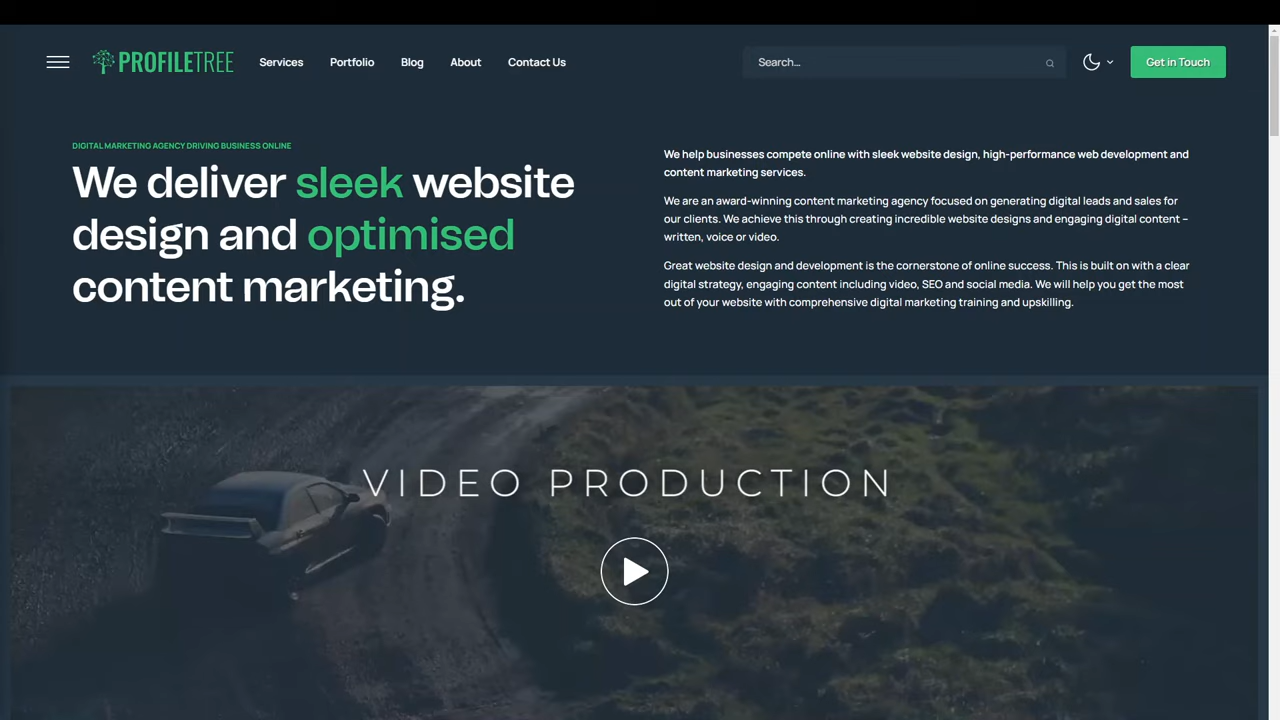 PROFILETREE
Services
Portfolio
Blog
About
Contact Us
Search...
Get in Touch
DIGITAL MARKETING AGENCY DRIVING BUSINESS ONLINE
We deliver sleek website
design and optimised
content marketing.
We help businesses compete online with sleek website design, high-performance web development and
content marketing services.
We are an award-winning content marketing agency focused on generating digital leads and sales for
our clients. We achieve this through creating incredible website designs and engaging digital content –
written, voice or video.
Great website design and development is the cornerstone of online success. This is built on with a clear
digital strategy, engaging content including video, SEO and social media. We will help you get the most
out of your website with comprehensive digital marketing training and upskilling.
VIDEO PRODUCTION